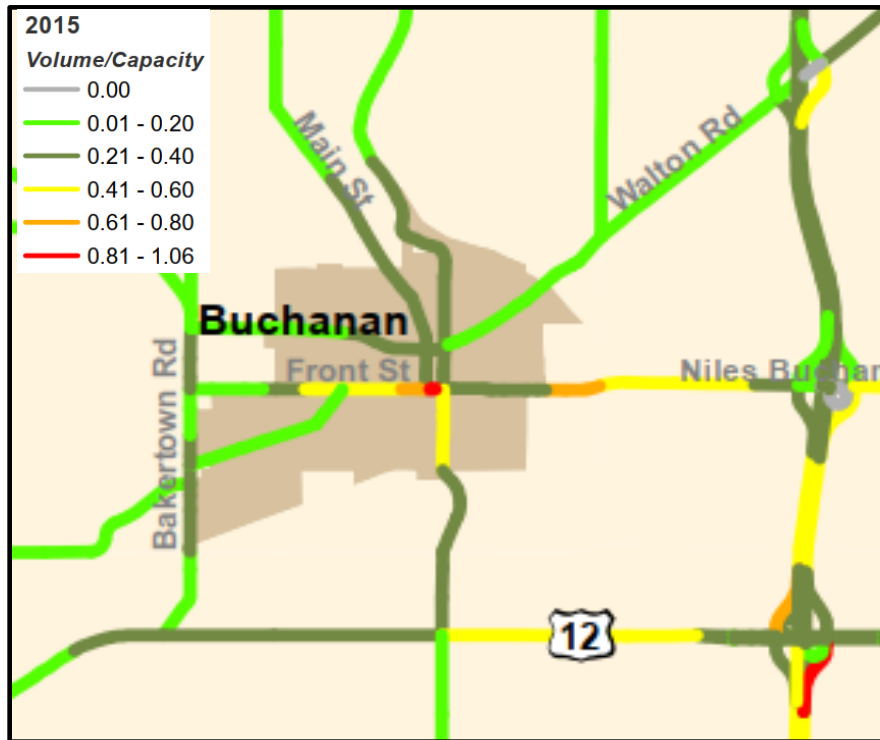 2015
Volume/Capacity
0.00
0.01 - 0.20
0.21 - 0.40
0.41 - 0.60
0.61 - 0.80
0.81 - 1.06
Main St
Walton Rd
Buchanan
Front St
Niles Buchan
Bakertown Rd
12